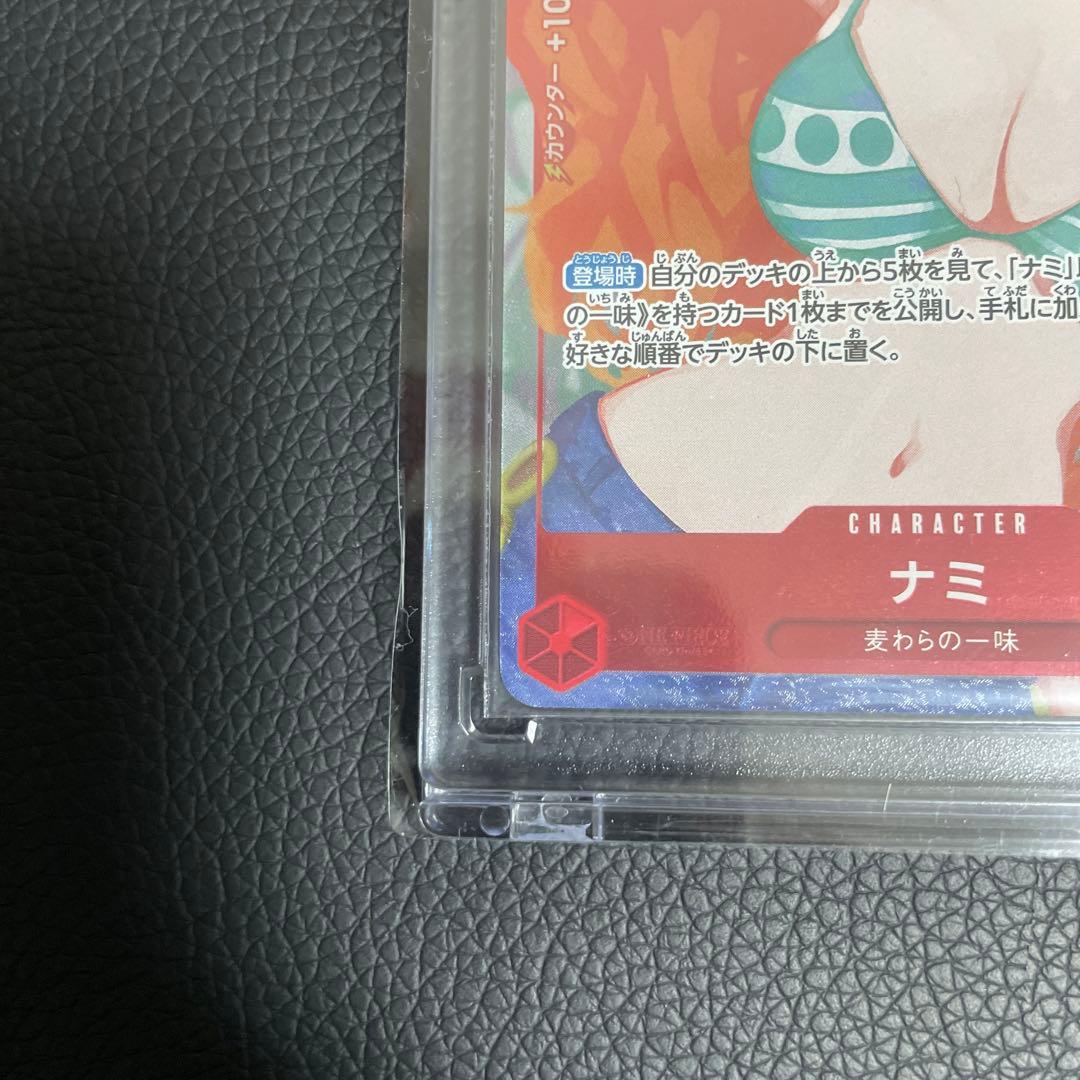 カウンター +10
登場時 自分のデッキの上から5枚を見て、「ナミ」
の一味》を持つカード1枚までを公開し、手札に加
好きな順番でデッキの下に置く。
CHARACTER
ナミ
麦わらの一味